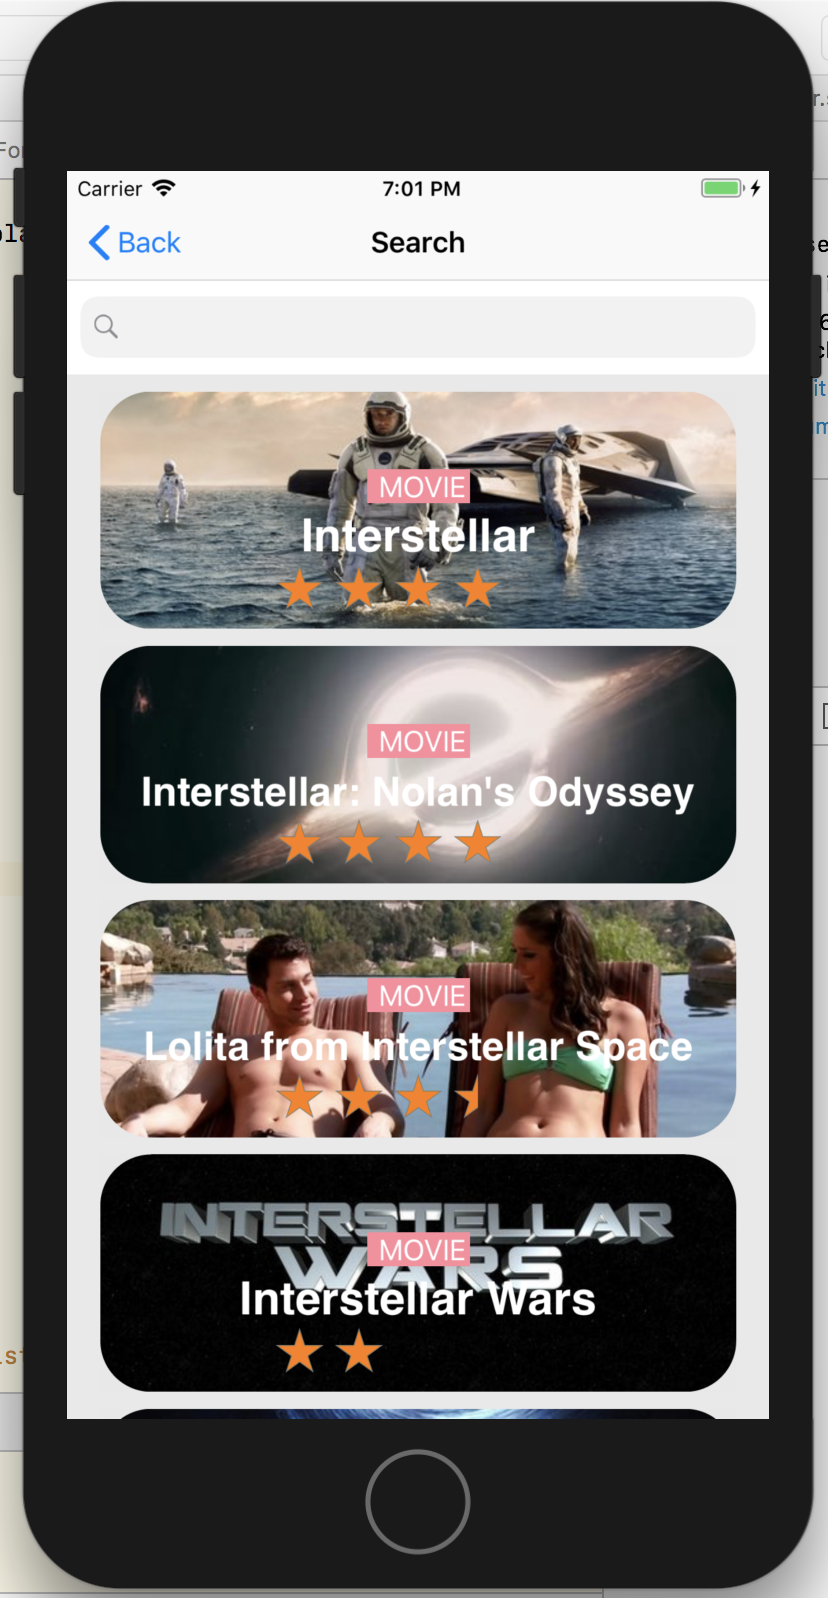 Carrier
7:01 PM
Back
Search
MOVIE
Interstellar
MOVIE
Interstellar: Nolan's Odyssey
MOVIE
Lolita from Interstellar Space
INTERSTELLAR
WARS
MOVIE
Interstellar Wars